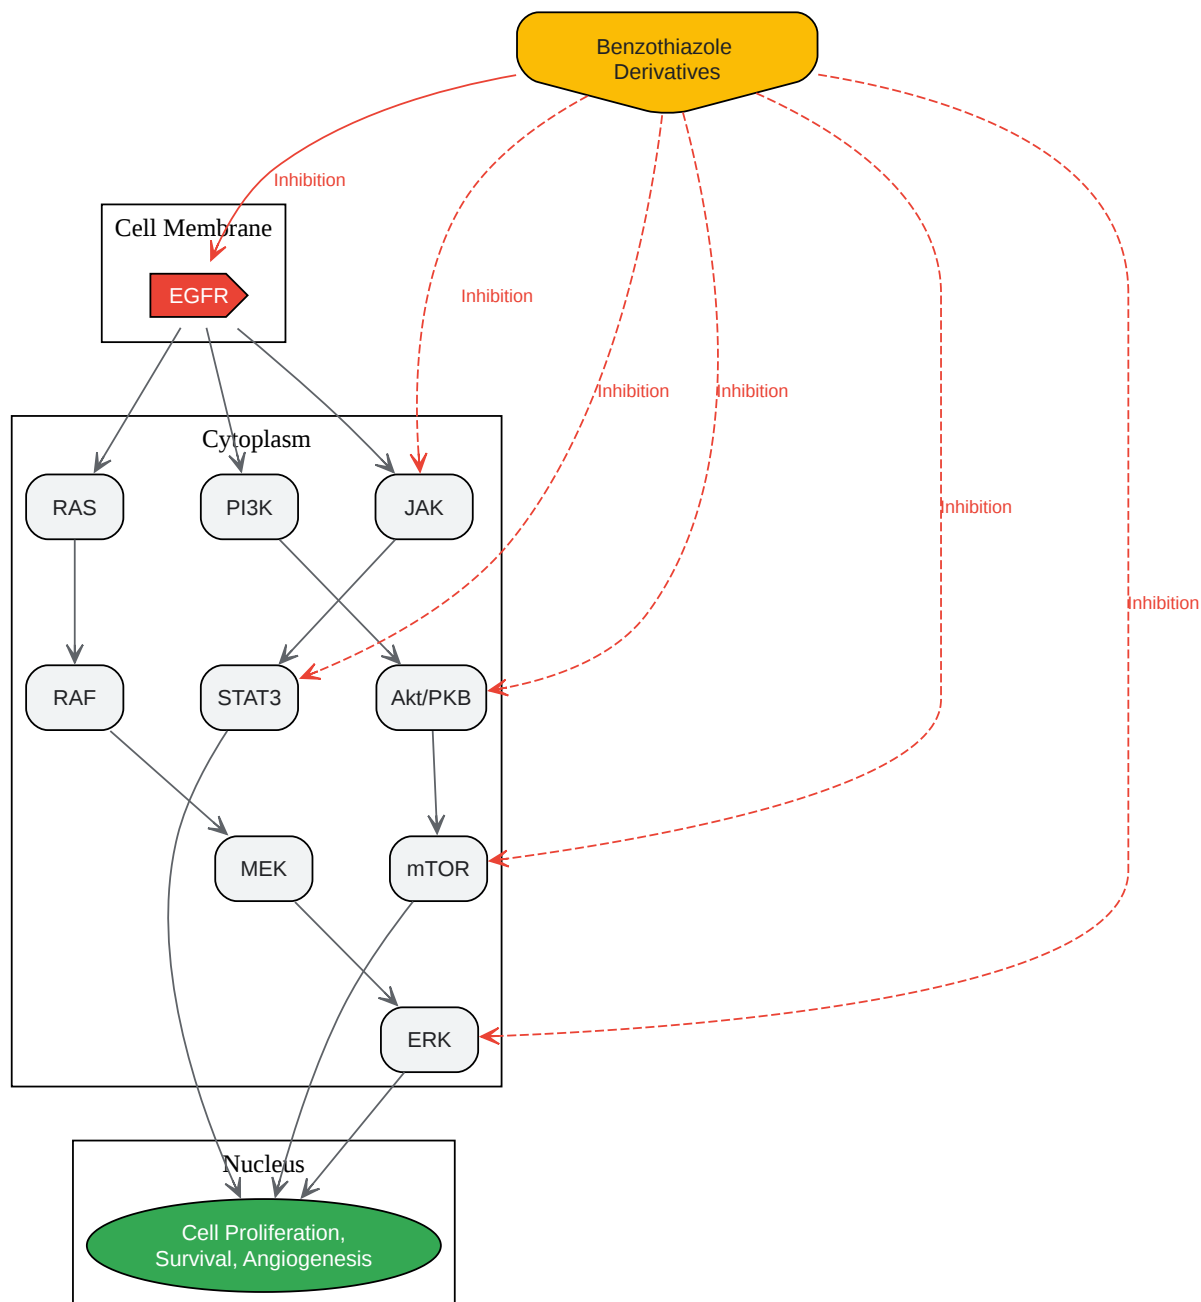 Benzothiazole
Derivatives
Inhibition
Cell Membrane
EGFR
Inhibition
Inhibition
Inhibition
Cytoplasm
RAS
PI3K
JAK
Inhibition
Inhibition
RAF
STAT3
Akt/PKB
MEK
mTOR
ERK
Nucleus
Cell Proliferation,
Survival, Angiogenesis